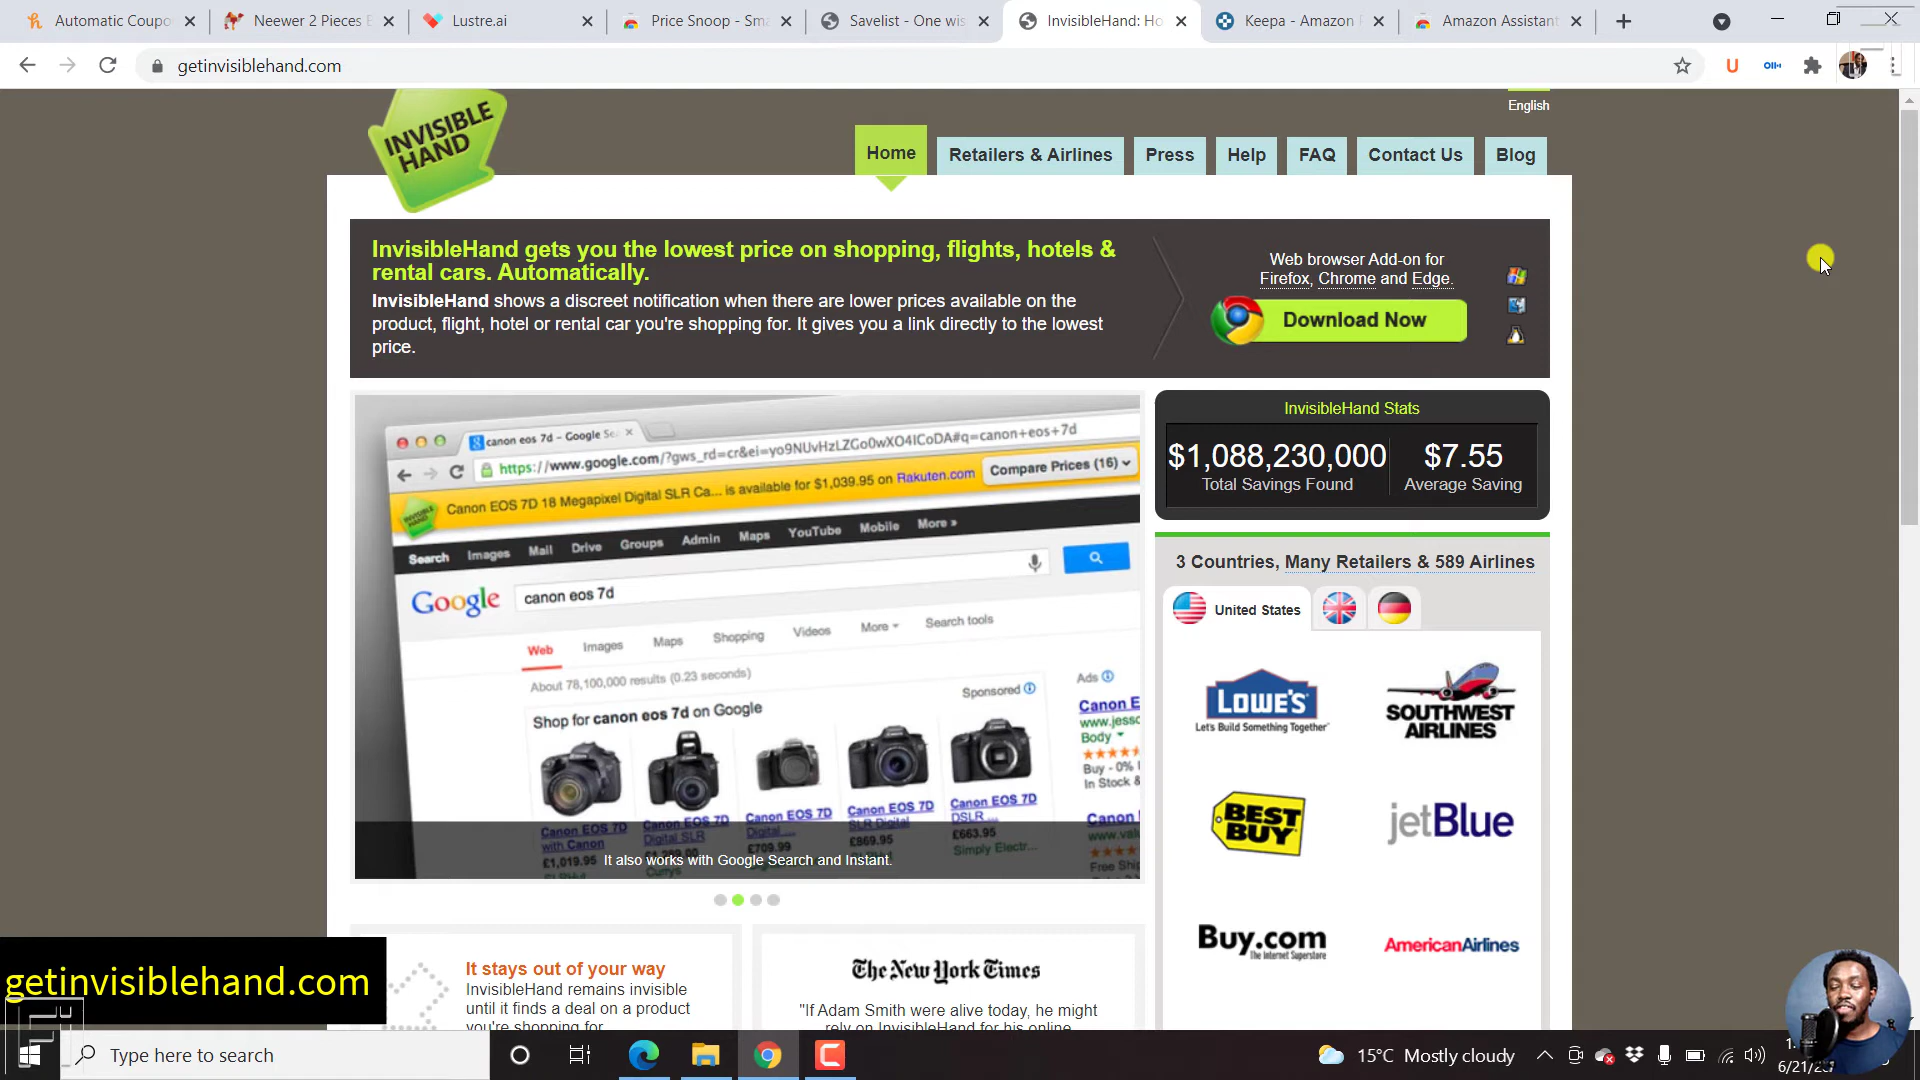 Automatic Coupo
Neewer 2 Pieces
Lustre.ai
Price Snoop - Sma
Savelist - One wis
InvisibleHand: Ho
Keepa - Amazon
Amazon Assistant
getinvisiblehand.com
English
INVISIBLE
HAND
Home
Retailers & Airlines
Press
Help
FAQ
Contact Us
Blog
InvisibleHand gets you the lowest price on shopping, flights, hotels &
rental cars. Automatically.
InvisibleHand shows a discreet notification when there are lower prices available on the
product, flight, hotel or rental car you're shopping for. It gives you a link directly to the lowest
price.
Web browser Add-on for
Firefox, Chrome and Edge.
Download Now
canon eos 7d - Google Se
https://www.google.com/?gws_rd=cr&ei=yo9NUvHzLZGo0wXO4ICoDA#q=canon+eos+7d
Canon EOS 7D 18 Megapixel Digital SLR Ca... is available for $1,039.95 on Rakuten.com
Compare Prices (16)
Search Images Mail Drive Groups Admin Maps YouTube Mobile More »
Google
canon eos 7d
Web Images Maps Shopping Videos More Search tools
About 78,100,000 results (0.23 seconds)
Shop for canon eos 7d on Google
Sponsored
Ads
Canon E
www.jess
Body
Buy - 0%
In Stock &
Canon EOS 7D
with Canon
£1,019.95
Canon EOS 7D
Digital SLR
Currys
Canon EOS 7D
Digital ...
£709.99
Canon EOS 7D
SLR Digital
£869.95
Canon EOS 7D
DSLR ...
£663.95
Simply Electr...
Canon E
Free Ship
It also works with Google Search and Instant.
InvisibleHand Stats
$1,088,230,000
Total Savings Found
$7.55
Average Saving
3 Countries, Many Retailers & 589 Airlines
United States
LOWE'S
Let's Build Something Together
SOUTHWEST
AIRLINES
BEST
BUY
jetBlue
Buy.com
The Internet Superstore
AmericanAirlines
It stays out of your way
InvisibleHand remains invisible
until it finds a deal on a product
you're shopping for
The New York Times
"If Adam Smith were alive today, he might
rely on InvisibleHand for his online
getinvisiblehand.com
Type here to search
15°C Mostly cloudy